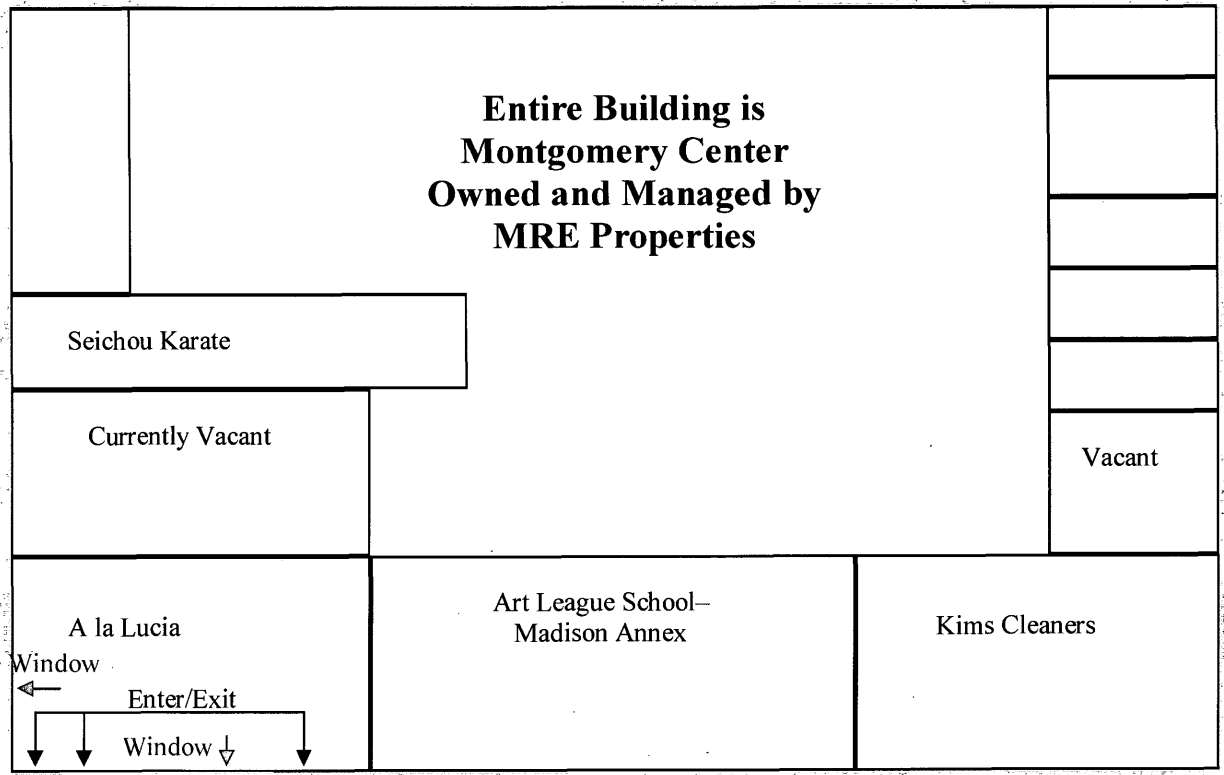 Entire Building is
Montgomery Center
Owned and Managed by
MRE Properties
Seichou Karate
Currently Vacant
Vacant
A la Lucia
Window
Enter/Exit
Window
Art League School–
Madison Annex
Kims Cleaners